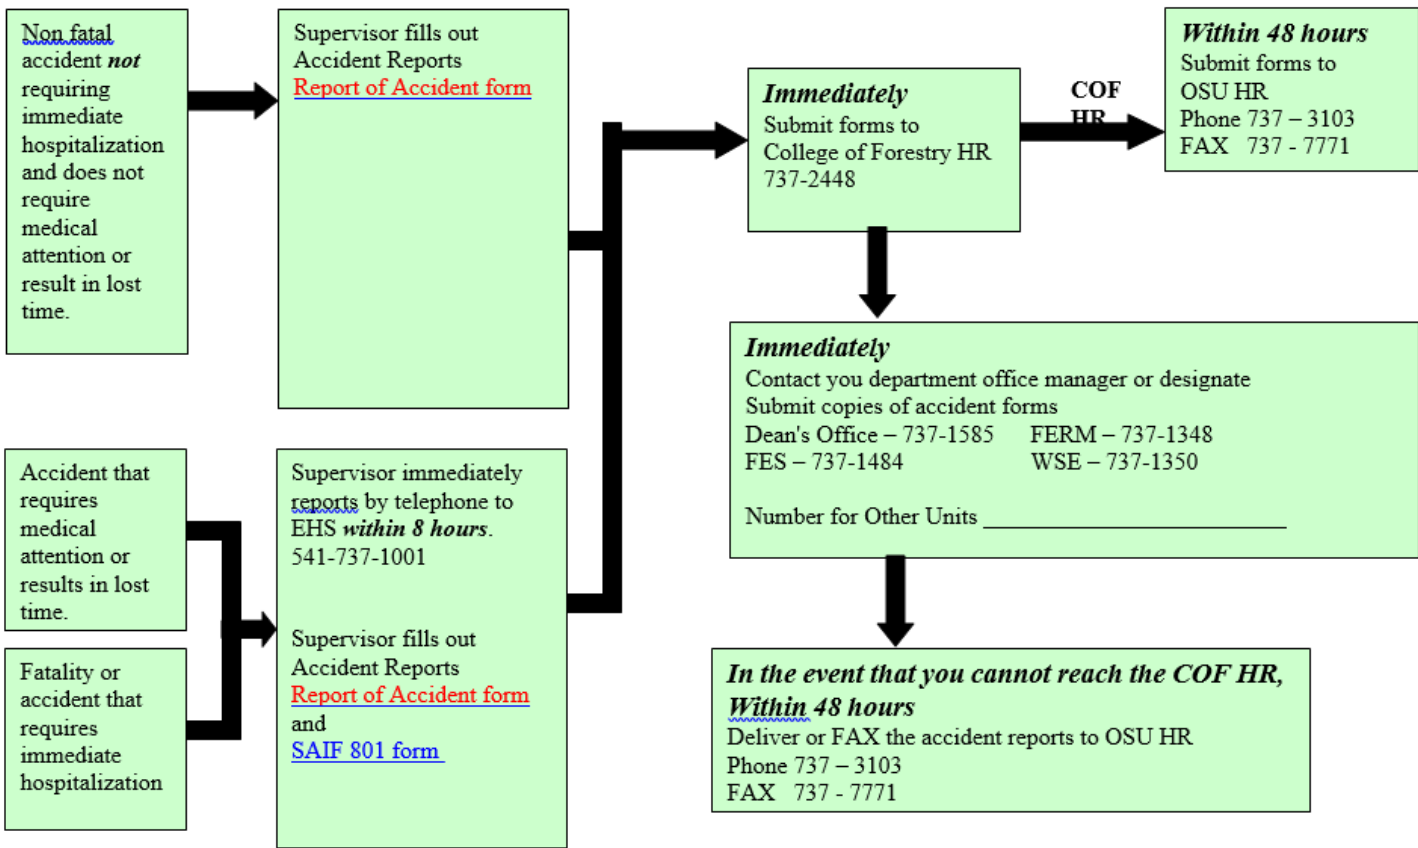 Non fatal
accident not
requiring
immediate
hospitalization
and does not
require
medical
attention or
result in lost
time.
Supervisor fills out
Accident Reports
Report of Accident form
Immediately
Submit forms to
College of Forestry HR
737-2448
COF
HR
Within 48 hours
Submit forms to
OSU HR
Phone 737 – 3103
FAX 737 - 7771
Immediately
Contact you department office manager or designate
Submit copies of accident forms
Dean's Office – 737-1585 FERM – 737-1348
FES – 737-1484 WSE – 737-1350
Number for Other Units _________________________
Accident that
requires
medical
attention or
results in lost
time.
Fatality or
accident that
requires
immediate
hospitalization
Supervisor immediately
reports by telephone to
EHS within 8 hours.
541-737-1001
Supervisor fills out
Accident Reports
Report of Accident form
and
SAIF 801 form
In the event that you cannot reach the COF HR,
Within 48 hours
Deliver or FAX the accident reports to OSU HR
Phone 737 – 3103
FAX 737 - 7771